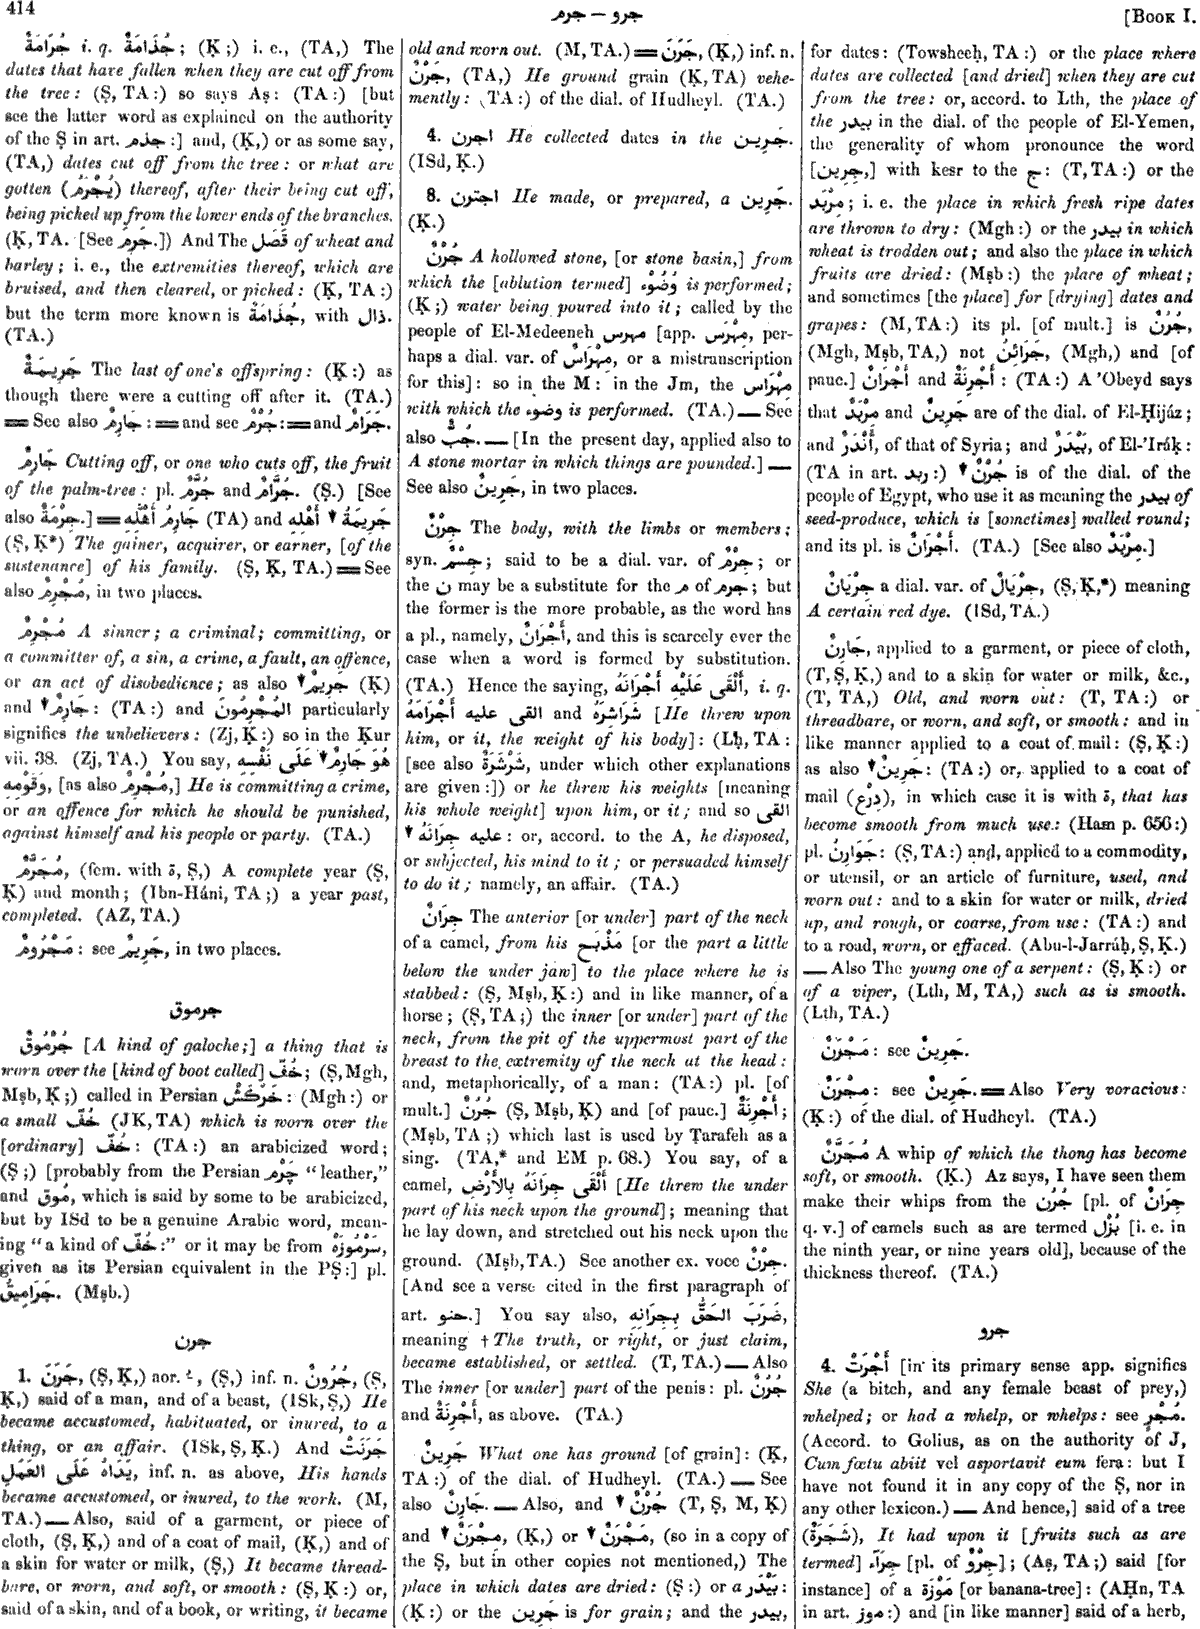 414
جرم — جرو
[BOOK I.
جُرَامَةٌ i. q. جُذَامَةٌ; (Ḳ;) i. e., (TA,) The
dates that have fallen when they are cut off from
the tree: (Ṣ, TA:) so says Aṣ: (TA:) [but
see the latter word as explained on the authority
of the Ṣ in art. جذم:] and, (Ḳ,) or as some say,
(TA,) dates cut off from the tree: or what are
gotten (يُجْرَمُ) thereof, after their being cut off,
being picked up from the lower ends of the branches.
(Ḳ, TA. [See جَرِمَ.]) And The قَصَل of wheat and
barley; i. e., the extremities thereof, which are
bruised, and then cleared, or picked: (Ḳ, TA:)
but the term more known is جُذَامَةٌ, with ذال.
(TA.)
جَرِيمَةٌ The last of one's offspring: (Ḳ:) as
though there were a cutting off after it. (TA.)
== See also جَارِمٌ: == and see جُرْمٌ: == and جَرَامٌ.
جَارِمٌ Cutting off, or one who cuts off, the fruit
of the palm-tree: pl. جُرَّمٌ and جُرَّامٌ. (Ṣ.) [See
also جِرْمَةٌ.] == جَارِمُ أَهْلِهِ (TA) and جَرِيمَةُ ▼ أَهْلِهِ
(Ṣ, Ḳ*) The gainer, acquirer, or earner, [of the
sustenance] of his family. (Ṣ, Ḳ, TA.) == See
also مُجْرِمٌ, in two places.
مُجْرِمٌ A sinner; a criminal; committing, or
a committer of, a sin, a crime, a fault, an offence,
or an act of disobedience; as also جَرِيمٌ ▼ (Ḳ)
and جَارِمٌ ▼: (TA:) and المُجْرِمُونَ particularly
signifies the unbelievers: (Zj, Ḳ:) so in the Ḳur
vii. 38. (Zj, TA.) You say, هُوَ جَارِمٌ ▼ عَلَى نَفْسِهِ
وَقَوْمِهِ, [as also مُجْرِمٌ,] He is committing a crime,
or an offence for which he should be punished,
against himself and his people or party. (TA.)
مُجَرَّمٌ, (fem. with ة, Ṣ,) A complete year (Ṣ,
Ḳ) and month; (Ibn-Háni, TA;) a year past,
completed. (AZ, TA.)
مَجْرُومٌ: see جَرِيمٌ, in two places.
جرموق
جُرْمُوقٌ [A kind of galoche;] a thing that is
worn over the [kind of boot called] خُفّ; (Ṣ, Mgh,
Mṣb, Ḳ;) called in Persian خَرْكُشْ: (Mgh:) or
a small خُفّ (JK, TA) which is worn over the
[ordinary] خُفّ: (TA:) an arabicized word;
(Ṣ;) [probably from the Persian چَرْم "leather,"
and مُوق, which is said by some to be arabicized,
but by ISd to be a genuine Arabic word, mean-
ing "a kind of خُفّ:" or it may be from سَرْمُوزَهْ,
given as its Persian equivalent in the PṢ:] pl.
جَرَامِيقُ. (Mṣb.)
جرن
1. جَرَنَ, (Ṣ, Ḳ,) aor. ـُ, (Ṣ,) inf. n. جُرُونٌ, (Ṣ,
Ḳ,) said of a man, and of a beast, (ISk, Ṣ,) He
became accustomed, habituated, or inured, to a
thing, or an affair. (ISk, Ṣ, Ḳ.) And جَرَنَتْ
يَدَاهُ عَلَى العَمَلِ, inf. n. as above, His hands
became accustomed, or inured, to the work. (M,
TA.) — Also, said of a garment, or piece of
cloth, (Ṣ, Ḳ,) and of a coat of mail, (Ḳ,) and of
a skin for water or milk, (Ṣ,) It became thread-
bare, or worn, and soft, or smooth: (Ṣ, Ḳ:) or,
said of a skin, and of a book, or writing, it became
old and worn out. (M, TA.) == جَرَنَ, (Ḳ,) inf. n.
جَرْنٌ, (TA,) He ground grain (Ḳ, TA) vehe-
mently: (TA:) of the dial. of Hudheyl. (TA.)
4. اجرن He collected dates in the جَرِين.
(ISd, Ḳ.)
8. اجترن He made, or prepared, a جَرِين.
(Ḳ.)
جُرْنٌ A hollowed stone, [or stone basin,] from
which the [ablution termed] وُضُوْء is performed;
(Ḳ;) water being poured into it; called by the
people of El-Medeeneh مهرس [app. مِهْرَس, per-
haps a dial. var. of مِهْرَاسٌ, or a mistranscription
for this]: so in the M: in the Jm, the مِهْرَاس
with which the وضوء is performed. (TA.) — See
also جُبٌّ. — [In the present day, applied also to
A stone mortar in which things are pounded.] —
See also جَرِينٌ, in two places.
جِرْنٌ The body, with the limbs or members;
syn. جِسْمٌ; said to be a dial. var. of جِرْمٌ; or
the ن may be a substitute for the م of جرم; but
the former is the more probable, as the word has
a pl., namely, أَجْرَانٌ, and this is scarcely ever the
case when a word is formed by substitution.
(TA.) Hence the saying, أَلْقَى عَلَيْهِ أَجْرَانَهُ, i. q.
القى عليه أَجْرَامَهُ and شَرَاشِرَهُ [He threw upon
him, or it, the weight of his body]: (Lḥ, TA:
[see also شَرْشَرَةٌ, under which other explanations
are given:]) or he threw his weights [meaning
his whole weight] upon him, or it; and so القى
عليه جِرَانَهُ ▼: or, accord. to the A, he disposed,
or subjected, his mind to it; or persuaded himself
to do it; namely, an affair. (TA.)
جِرَانٌ The anterior [or under] part of the neck
of a camel, from his مَذْبَح [or the part a little
below the under jaw] to the place where he is
stabbed: (Ṣ, Mṣb, Ḳ:) and in like manner, of a
horse; (Ṣ, TA;) the inner [or under] part of the
neck, from the pit of the uppermost part of the
breast to the extremity of the neck at the head:
and, metaphorically, of a man: (TA:) pl. [of
mult.] جُرُنٌ (Ṣ, Mṣb, Ḳ) and [of pauc.] أَجْرِنَةٌ;
(Mṣb, TA;) which last is used by Ṭarafeh as a
sing. (TA,* and EM p. 68.) You say, of a
camel, أَلْقَى جِرَانَهُ بِالأَرْضِ [He threw the under
part of his neck upon the ground]; meaning that
he lay down, and stretched out his neck upon the
ground. (Mṣb, TA.) See another ex. voce جِرْنٌ.
[And see a verse cited in the first paragraph of
art. حنو.] You say also, ضَرَبَ الحَقُّ بِجِرَانِهِ,
meaning † The truth, or right, or just claim,
became established, or settled. (T, TA.) — Also
The inner [or under] part of the penis: pl. جُرُنٌ
and أَجْرِنَةٌ, as above. (TA.)
جَرِينٌ What one has ground [of grain]: (Ḳ,
TA:) of the dial. of Hudheyl. (TA.) — See
also جَارِنٌ. — Also, and جُرْنٌ ▼ (T, Ṣ, M, Ḳ)
and مِجْرَنٌ ▼, (Ḳ,) or مَجْرَنٌ ▼, (so in a copy of
the Ṣ, but in other copies not mentioned,) The
place in which dates are dried: (Ṣ:) or a بَيْدَر:
(Ḳ:) or the جَرِين is for grain; and the بيدر,
for dates: (Towsheeḥ, TA:) or the place where
dates are collected [and dried] when they are cut
from the tree: or, accord. to Lth, the place of
the بيدر in the dial. of the people of El-Yemen,
the generality of whom pronounce the word
[جِرِين,] with kesr to the ج: (T, TA:) or the
مِرْبَد; i. e. the place in which fresh ripe dates
are thrown to dry: (Mgh:) or the بيدر in which
wheat is trodden out; and also the place in which
fruits are dried: (Mṣb:) the place of wheat;
and sometimes [the place] for [drying] dates and
grapes: (M, TA:) its pl. [of mult.] is جُرُنٌ,
(Mgh, Mṣb, TA,) not جَرَائِنُ, (Mgh,) and [of
pauc.] أَجْرِنَةٌ and أَجْرَانٌ: (TA:) A 'Obeyd says
that مِرْبَدٌ and جَرِينٌ are of the dial. of El-Ḥijáz;
and أَنْدَرٌ, of that of Syria; and بَيْدَرٌ, of El-'Iráḳ:
(TA in art. ربد:) جُرْنٌ ▼ is of the dial. of the
people of Egypt, who use it as meaning the بيدر of
seed-produce, which is [sometimes] walled round;
and its pl. is أَجْرَانٌ. (TA.) [See also مِرْبَدٌ.]
جِرْيَانٌ a dial. var. of جِرْيَالٌ, (Ṣ, Ḳ,*) meaning
A certain red dye. (ISd, TA.)
جَارِنٌ, applied to a garment, or piece of cloth,
(T, Ṣ, Ḳ,) and to a skin for water or milk, &c.,
(T, TA,) Old, and worn out: (T, TA:) or
threadbare, or worn, and soft, or smooth: and in
like manner applied to a coat of mail: (Ṣ, Ḳ:)
as also جَرِينٌ ▼: (TA:) or, applied to a coat of
mail (دِرْع), in which case it is with ة, that has
become smooth from much use: (Ham p. 656:)
pl. جَوَارِنُ: (Ṣ, TA:) and, applied to a commodity,
or utensil, or an article of furniture, used, and
worn out: and to a skin for water or milk, dried
up, and rough, or coarse, from use: (TA:) and
to a road, worn, or effaced. (Abu-l-Jarráḥ, Ṣ, Ḳ.)
— Also The young one of a serpent: (Ṣ, Ḳ:) or
of a viper, (Lth, M, TA,) such as is smooth.
(Lth, TA.)
مَجْرَنٌ: see جَرِينٌ.
مِجْرَنٌ: see جَرِينٌ. == Also Very voracious:
(Ḳ:) of the dial. of Hudheyl. (TA.)
مُجَرَّنٌ A whip of which the thong has become
soft, or smooth. (Ḳ.) Az says, I have seen them
make their whips from the جُرُن [pl. of جِرَانٌ
q. v.] of camels such as are termed بُزْل [i. e. in
the ninth year, or nine years old], because of the
thickness thereof. (TA.)
جرو
4. أَجْرَتْ [in its primary sense app. signifies
She (a bitch, and any female beast of prey,)
whelped; or had a whelp, or whelps: see مُجْرٍ.
(Accord. to Golius, as on the authority of J,
Cum fœtu abiit vel asportavit eum fera: but I
have not found it in any copy of the Ṣ, nor in
any other lexicon.) — And hence,] said of a tree
(شَجَرَة), It had upon it [fruits such as are
termed] جِرَآء [pl. of جِرْوٌ]; (Aṣ, TA;) said [for
instance] of a مَوْزَة [or banana-tree]: (AḤn, TA
in art. موز:) and [in like manner] said of a herb,